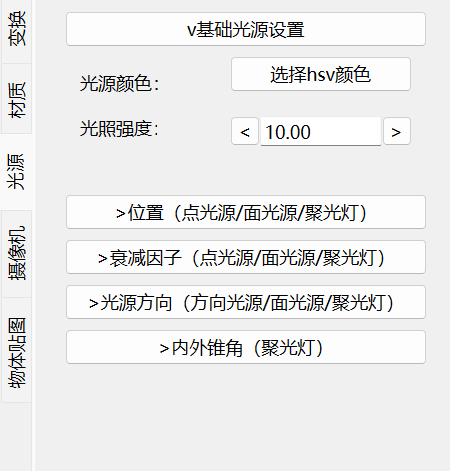 变换
材质
光源
摄像机
物体贴图
v基础光源设置
光源颜色：
选择hsv颜色
光照强度：
< 10.00 >
>位置（点光源/面光源/聚光灯）
>衰减因子（点光源/面光源/聚光灯）
>光源方向（方向光源/面光源/聚光灯）
>内外锥角（聚光灯）